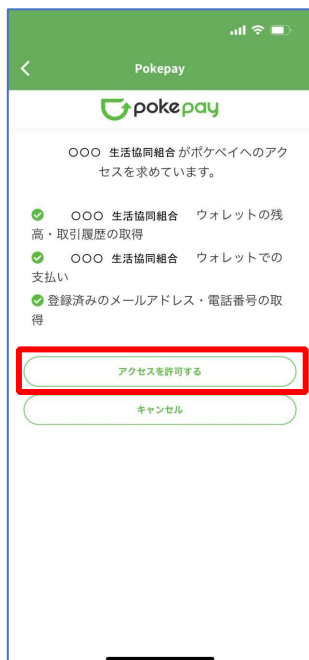 Pokepay
pokepay
○○○ 生活協同組合 がポケペイへのアク
セスを求めています。
○○○ 生活協同組合 ウォレットの残
高・取引履歴の取得
○○○ 生活協同組合 ウォレットでの
支払い
登録済みのメールアドレス・電話番号の取
得
アクセスを許可する
キャンセル